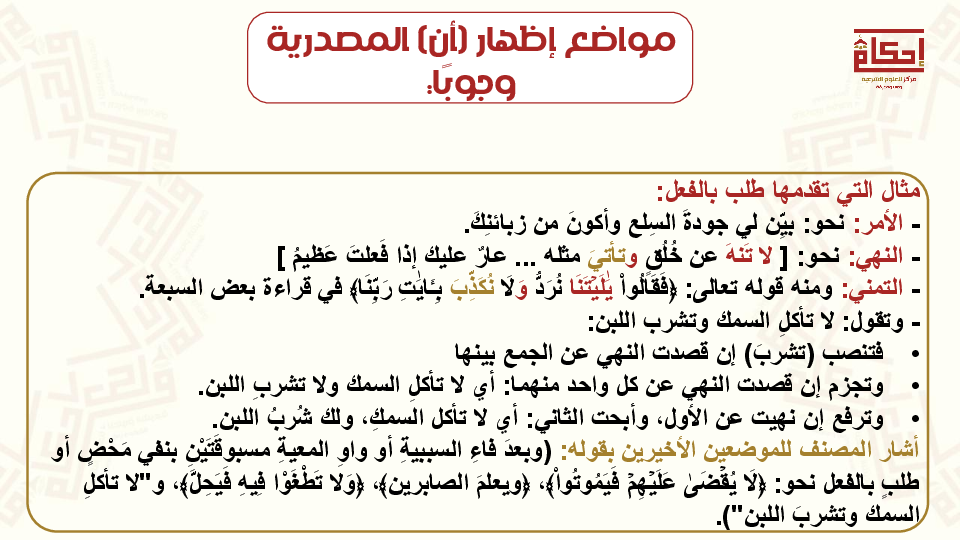 مواضع إظهار (أن) المصدرية
وجوبًا:
إحكام
مركز للعلوم الشرعية
مثال التي تقدمها طلب بالفعل:
- الأمر: نحو: بيِّن لي جودةَ السِلعِ وأكونَ من زبائنِكَ.
- النهي: نحو: [ لا تَنهَ عن خُلُقٍ وتأتيَ مثله ... عارٌ عليك إذا فَعلتَ عَظيمُ ]
- التمني: ومنه قوله تعالى: ﴿فَقَالُواْ يَٰلَيۡتَنَا نُرَدُّ وَلَا نُكَذِّبَ بِـَٔايَٰتِ رَبِّنَا﴾ في قراءة بعض السبعة.
- وتقول: لا تأكلِ السمك وتشرب اللبن:
• فتنصب (تشربَ) إن قصدت النهي عن الجمع بينها
• وتجزم إن قصدت النهي عن كل واحد منهما: أي لا تأكلِ السمكَ ولا تشربِ اللبن.
• وترفع إن نهيت عن الأول، وأبحت الثاني: أي لا تأكل السمكِ، ولك شُربُ اللبن.
أشار المصنف للموضعين الأخيرين بقوله: (وبعدَ فاءِ السببيةِ أو واوِ المعيةِ مسبوقَتَيْنِ بنفي مَحْضٍ أو
طلبٍ بالفعل نحو: ﴿لَا يُقۡضَىٰ عَلَيۡهِمۡ فَيَمُوتُواْ﴾، ﴿ويعلمَ الصابرين﴾، ﴿وَلَا تَطْغَوْا فِيهِ فَيَحِلَّ﴾، و"لا تأكلِ
السمك وتشربَ اللبن").